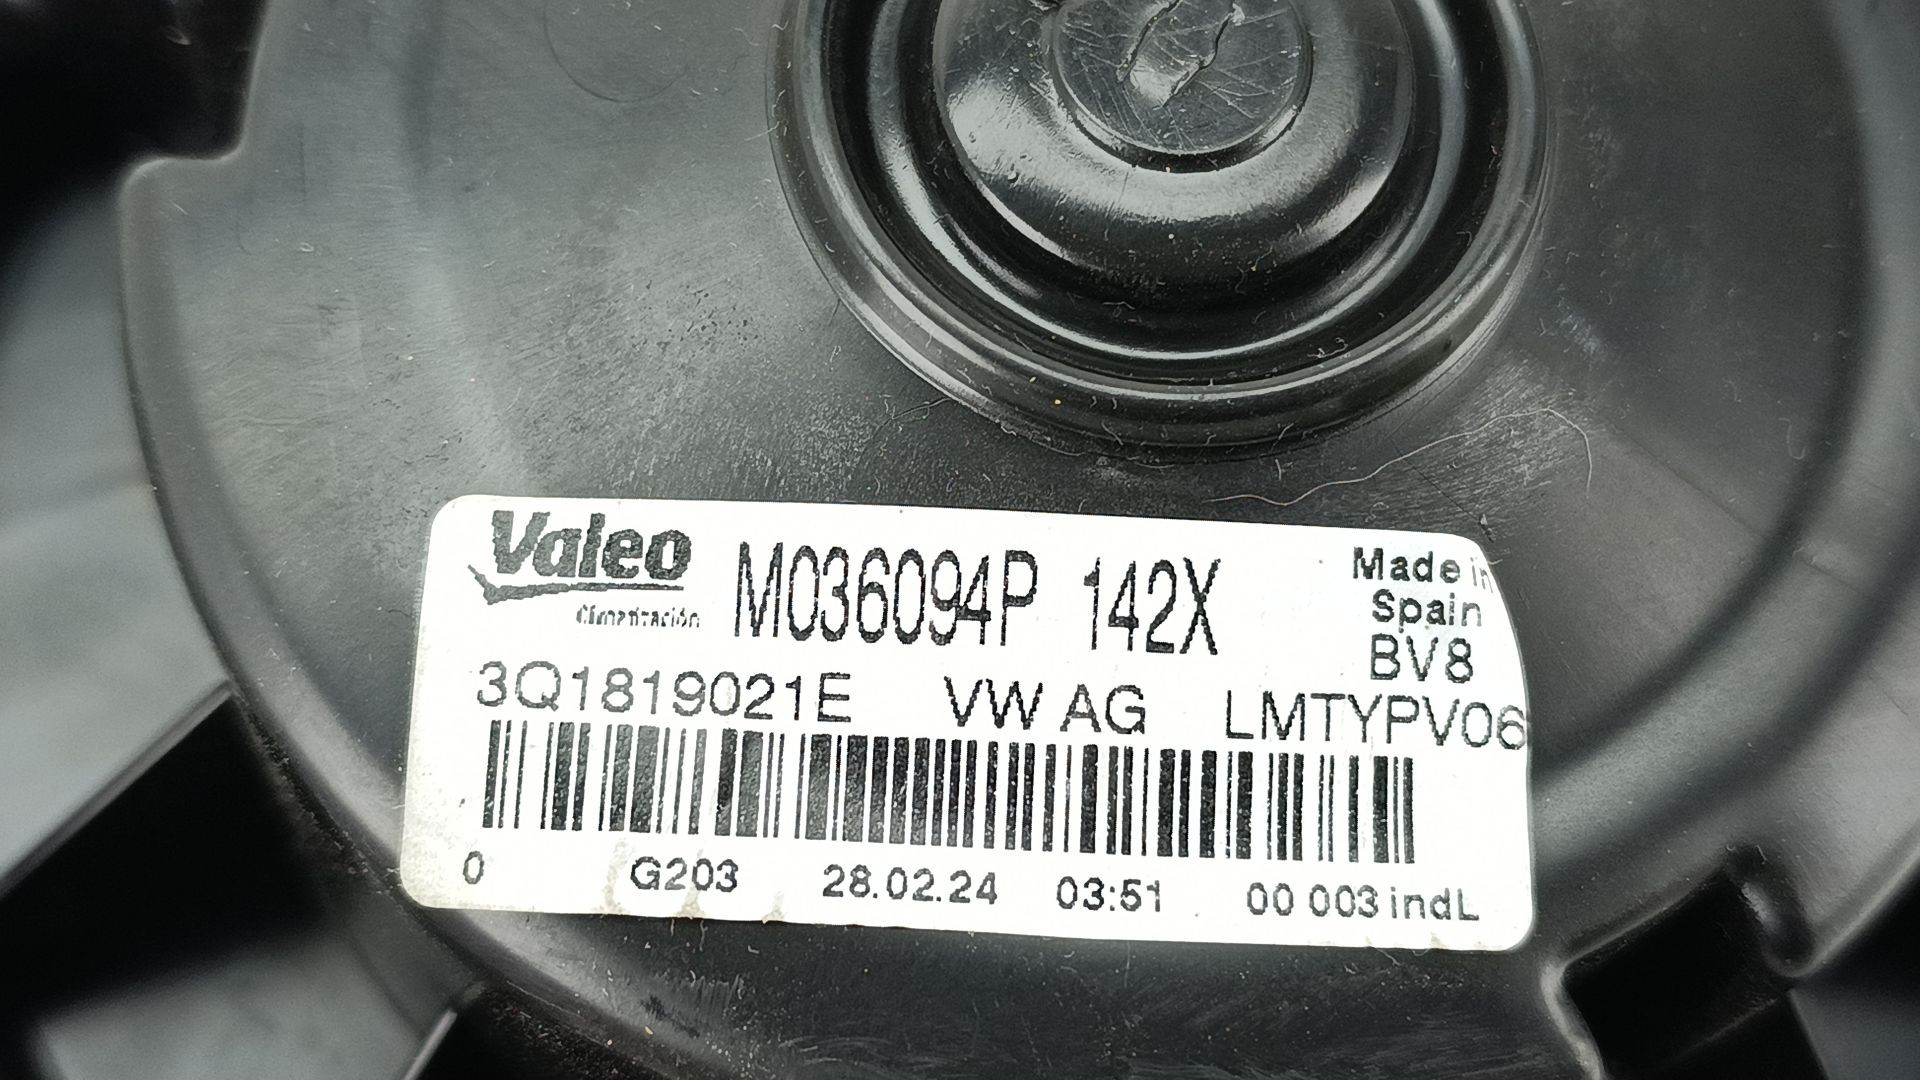 Valeo
Climatización
M036094P 142X
Made in
Spain
BV8
3Q1819021E VW AG LMTYPV06
0 G203 28.02.24 03:51 00 003 indL